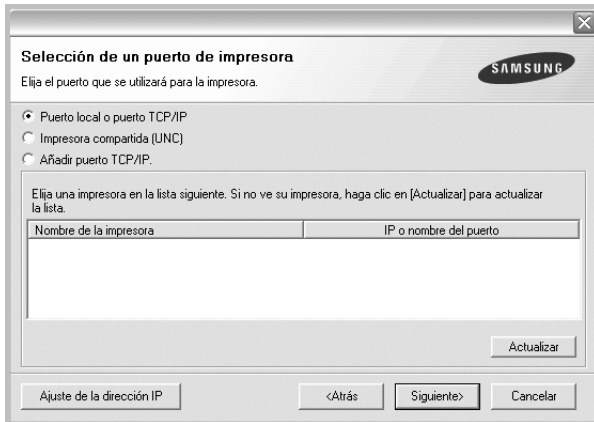 Selección de un puerto de impresora
Elija el puerto que se utilizará para la impresora.
SAMSUNG
Puerto local o puerto TCP/IP
Impresora compartida (UNC)
Añadir puerto TCP/IP.
Elija una impresora en la lista siguiente. Si no ve su impresora, haga clic en [Actualizar] para actualizar
la lista.
Nombre de la impresora IP o nombre del puerto
Actualizar
Ajuste de la dirección IP <Atrás Siguiente> Cancelar